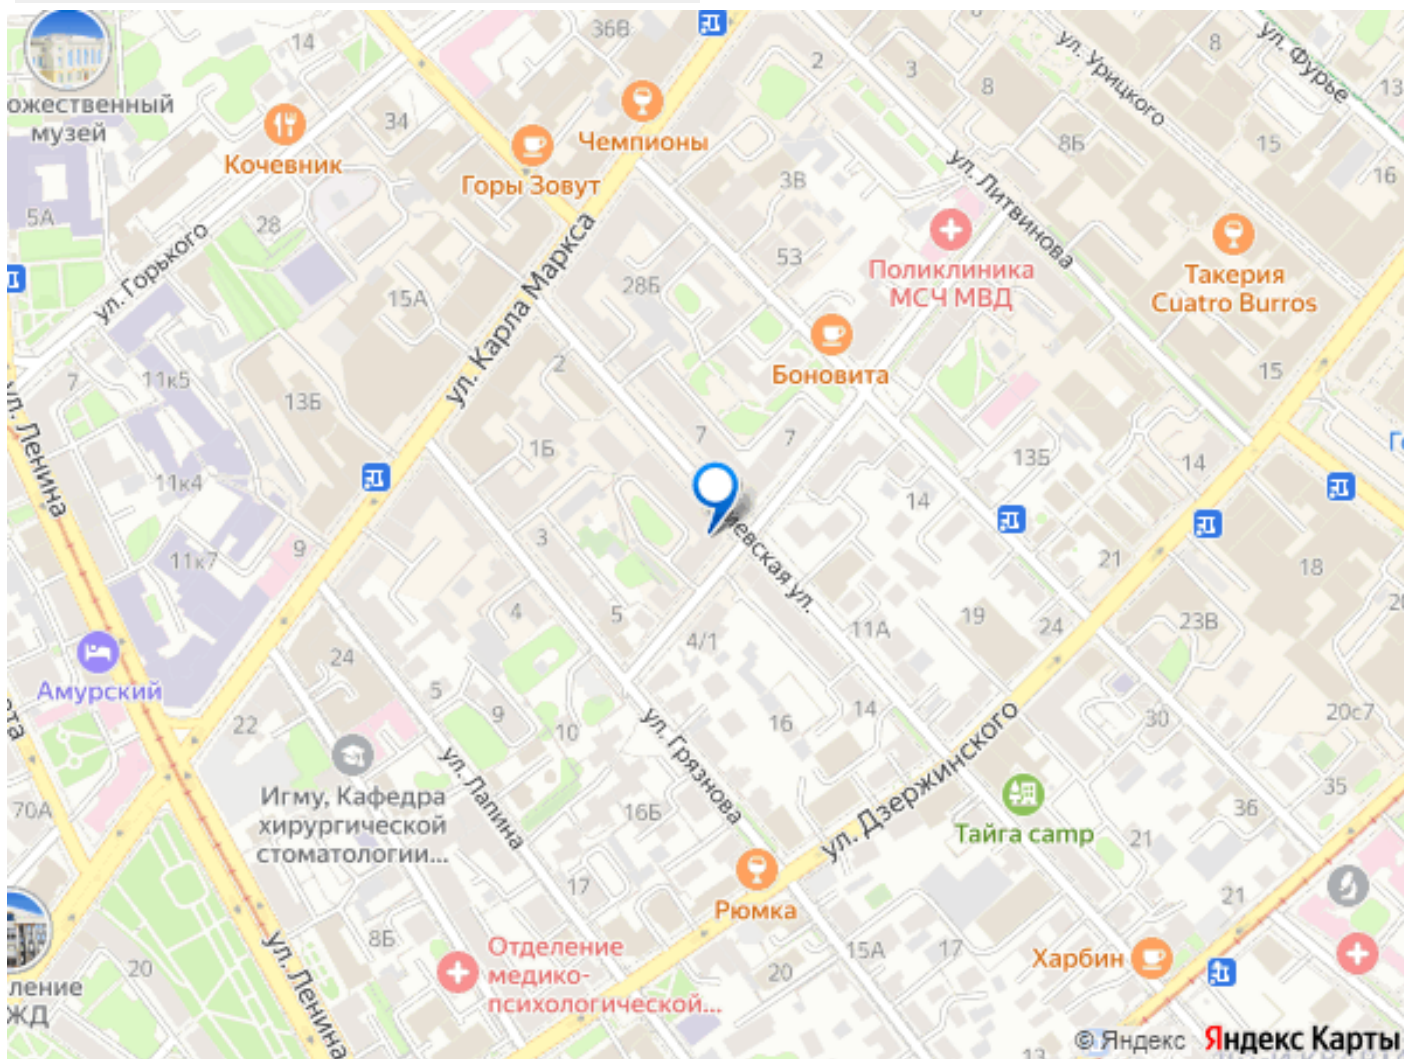 14
36В
2
3
8
8
ул. Урицкого
ул. Фурье
13
ожественный
музей
34
Кочевник
Чемпионы
Горы Зовут
8Б
15
16
ул. Литвинова
5А
28
ул. Горького
3В
53
Поликлиника
МСЧ МВД
Такерия
Cuatro Burros
15А
ул. Карла Маркса
28Б
Боновита
15
7
11к5
13Б
2
ул. Ленина
1Б
7
7
13Б
14
11к4
14
3
11к7
9
иевская ул.
21
18
4
5
4/1
11А
19
24
23В
Амурский
24
5
9
10
22
ул. Грязнова
16
14
ул. Дзержинского
30
20с7
35
36
70А
Игму, Кафедра
хирургической
стоматологии...
ул. Лапина
16Б
Тайга camp
21
17
Рюмка
21
8Б
ул. Ленина
Отделение
медико-
психологической...
20
15А
17
Харбин
20
ление
ЖД
13
© Яндекс Яндекс Карты